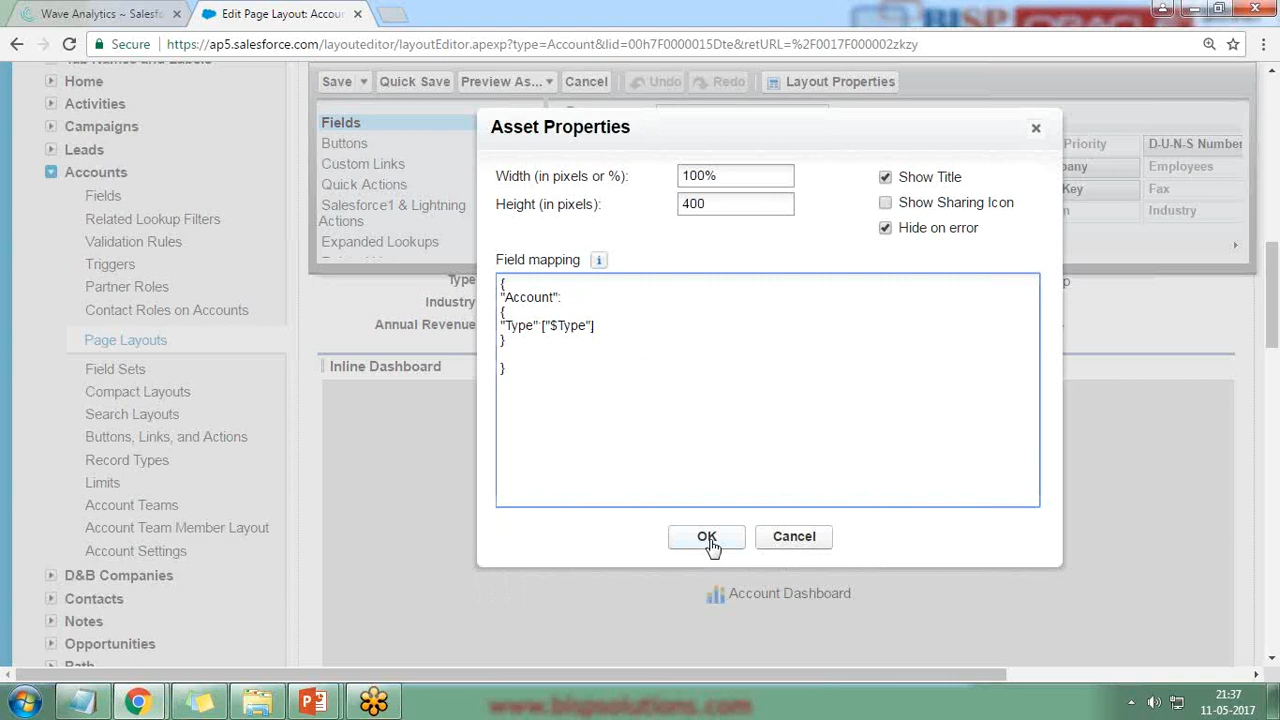 Wave Analytics ~ Salesf
Edit Page Layout: Accou
Secure
https://ap5.salesforce.com/layouteditor/layoutEditor.apexp?type=Account&lid=00h7F0000015Dte&retURL=%2F0017F000002zkzy
Home
Activities
Campaigns
Leads
Accounts
Fields
Related Lookup Filters
Validation Rules
Triggers
Partner Roles
Contact Roles on Accounts
Page Layouts
Field Sets
Compact Layouts
Search Layouts
Buttons, Links, and Actions
Record Types
Limits
Account Teams
Account Team Member Layout
Account Settings
D&B Companies
Contacts
Notes
Opportunities
Path
Save
Quick Save
Preview As...
Cancel
Undo
Redo
Layout Properties
Fields
Buttons
Custom Links
Quick Actions
Salesforce1 & Lightning
Actions
Expanded Lookups
Priority
D-U-N-S Number
Employees
Key
Fax
Industry
Type
Industry
Annual Revenue
Inline Dashboard
Asset Properties
Width (in pixels or %):
100%
Show Title
Height (in pixels):
400
Show Sharing Icon
Hide on error
Field mapping
{
"Account":
{
"Type":["$Type"]
}
}
OK
Cancel
Account Dashboard
www.bispsolutions.com
21:37
11-05-2017